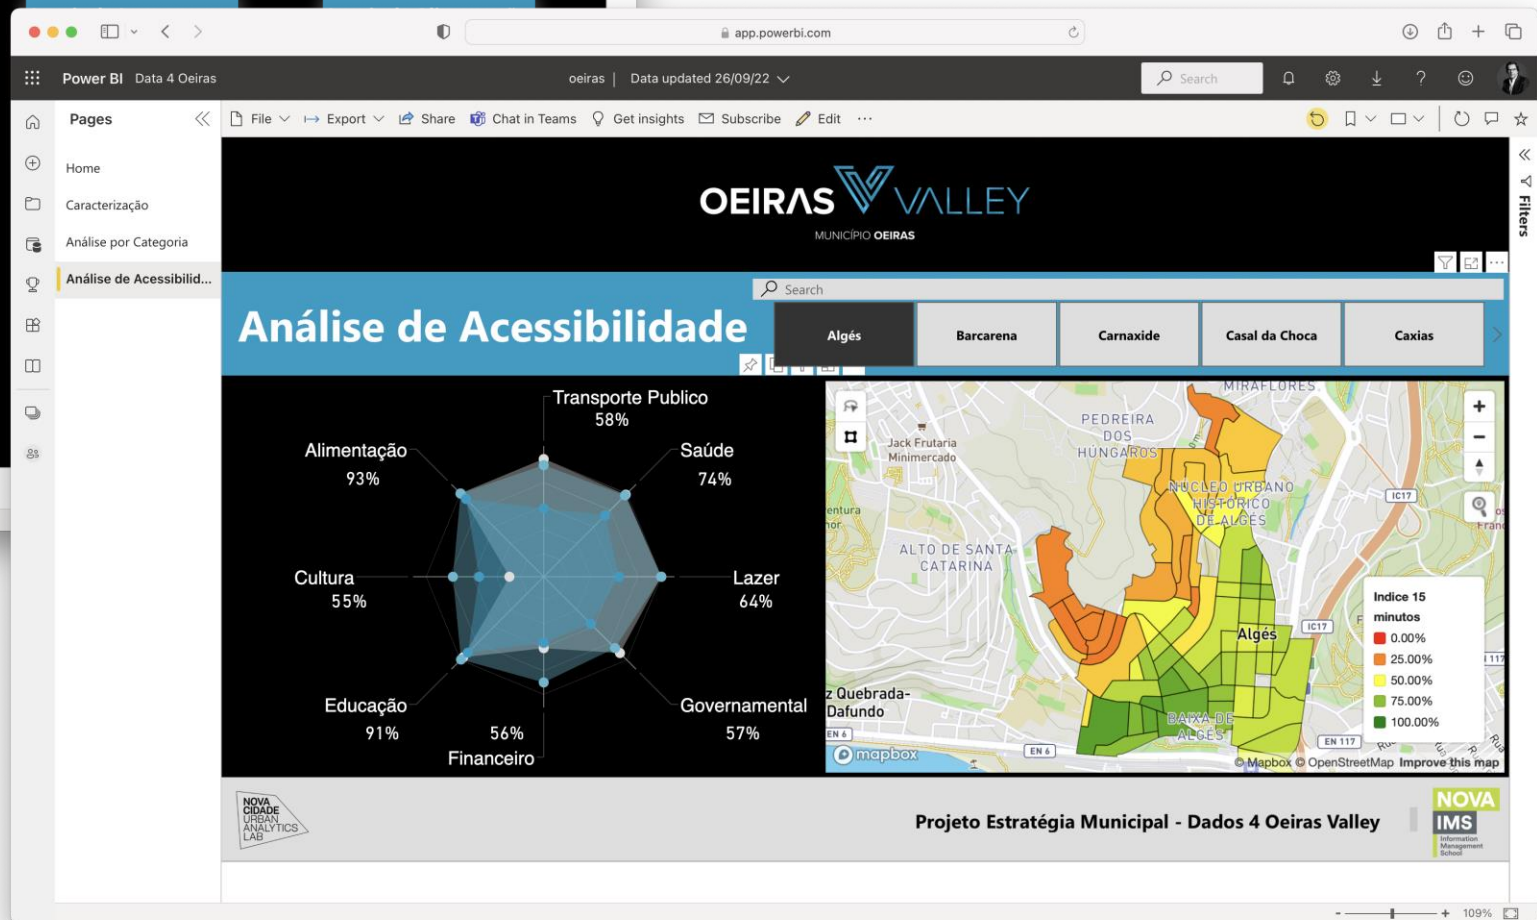 app.powerbi.com
Power BI Data 4 Oeiras
oeiras | Data updated 26/09/22
Search
Pages
File
Export
Share
Chat in Teams
Get insights
Subscribe
Edit
Home
Caracterização
Análise por Categoria
Análise de Acessibilid...
Filters
OEIRAS VALLEY
MUNICÍPIO OEIRAS
Análise de Acessibilidade
Search
Algés
Barcarena
Carnaxide
Casal da Choca
Caxias
Transporte Publico
58%
Alimentação
93%
Saúde
74%
Cultura
55%
Lazer
64%
Educação
91%
Governamental
57%
56%
Financeiro
MIRAFLORES
PEDREIRA
DOS
HÚNGAROS
Jack Frutaria
Minimercado
NÚCLEO URBANO
HISTÓRICO
DE ALGÉS
IC17
ALTO DE SANTA
CATARINA
Algés
IC17
z Quebrada-
Dafundo
BAIXA DE
ALGÉS
EN 6
EN 6
EN 117
Indice 15
minutos
0.00%
25.00%
50.00%
75.00%
100.00%
mapbox
© Mapbox © OpenStreetMap Improve this map
NOVA
CIDADE
URBAN
ANALYTICS
LAB
Projeto Estratégia Municipal - Dados 4 Oeiras Valley
NOVA
IMS
Information
Management
School
109%